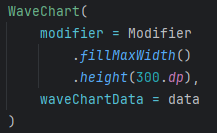 WaveChart(
    modifier = Modifier
        .fillMaxWidth()
        .height(300.dp),
    waveChartData = data
)